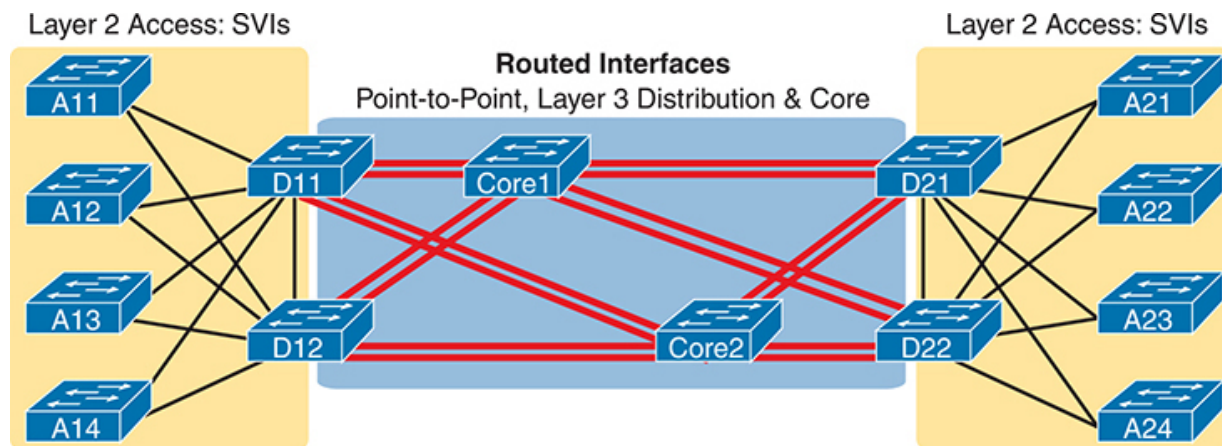 Layer 2 Access: SVIs
Layer 2 Access: SVIs
Routed Interfaces
Point-to-Point, Layer 3 Distribution & Core
A11
A12
A13
A14
D11
D12
Core1
Core2
D21
D22
A21
A22
A23
A24